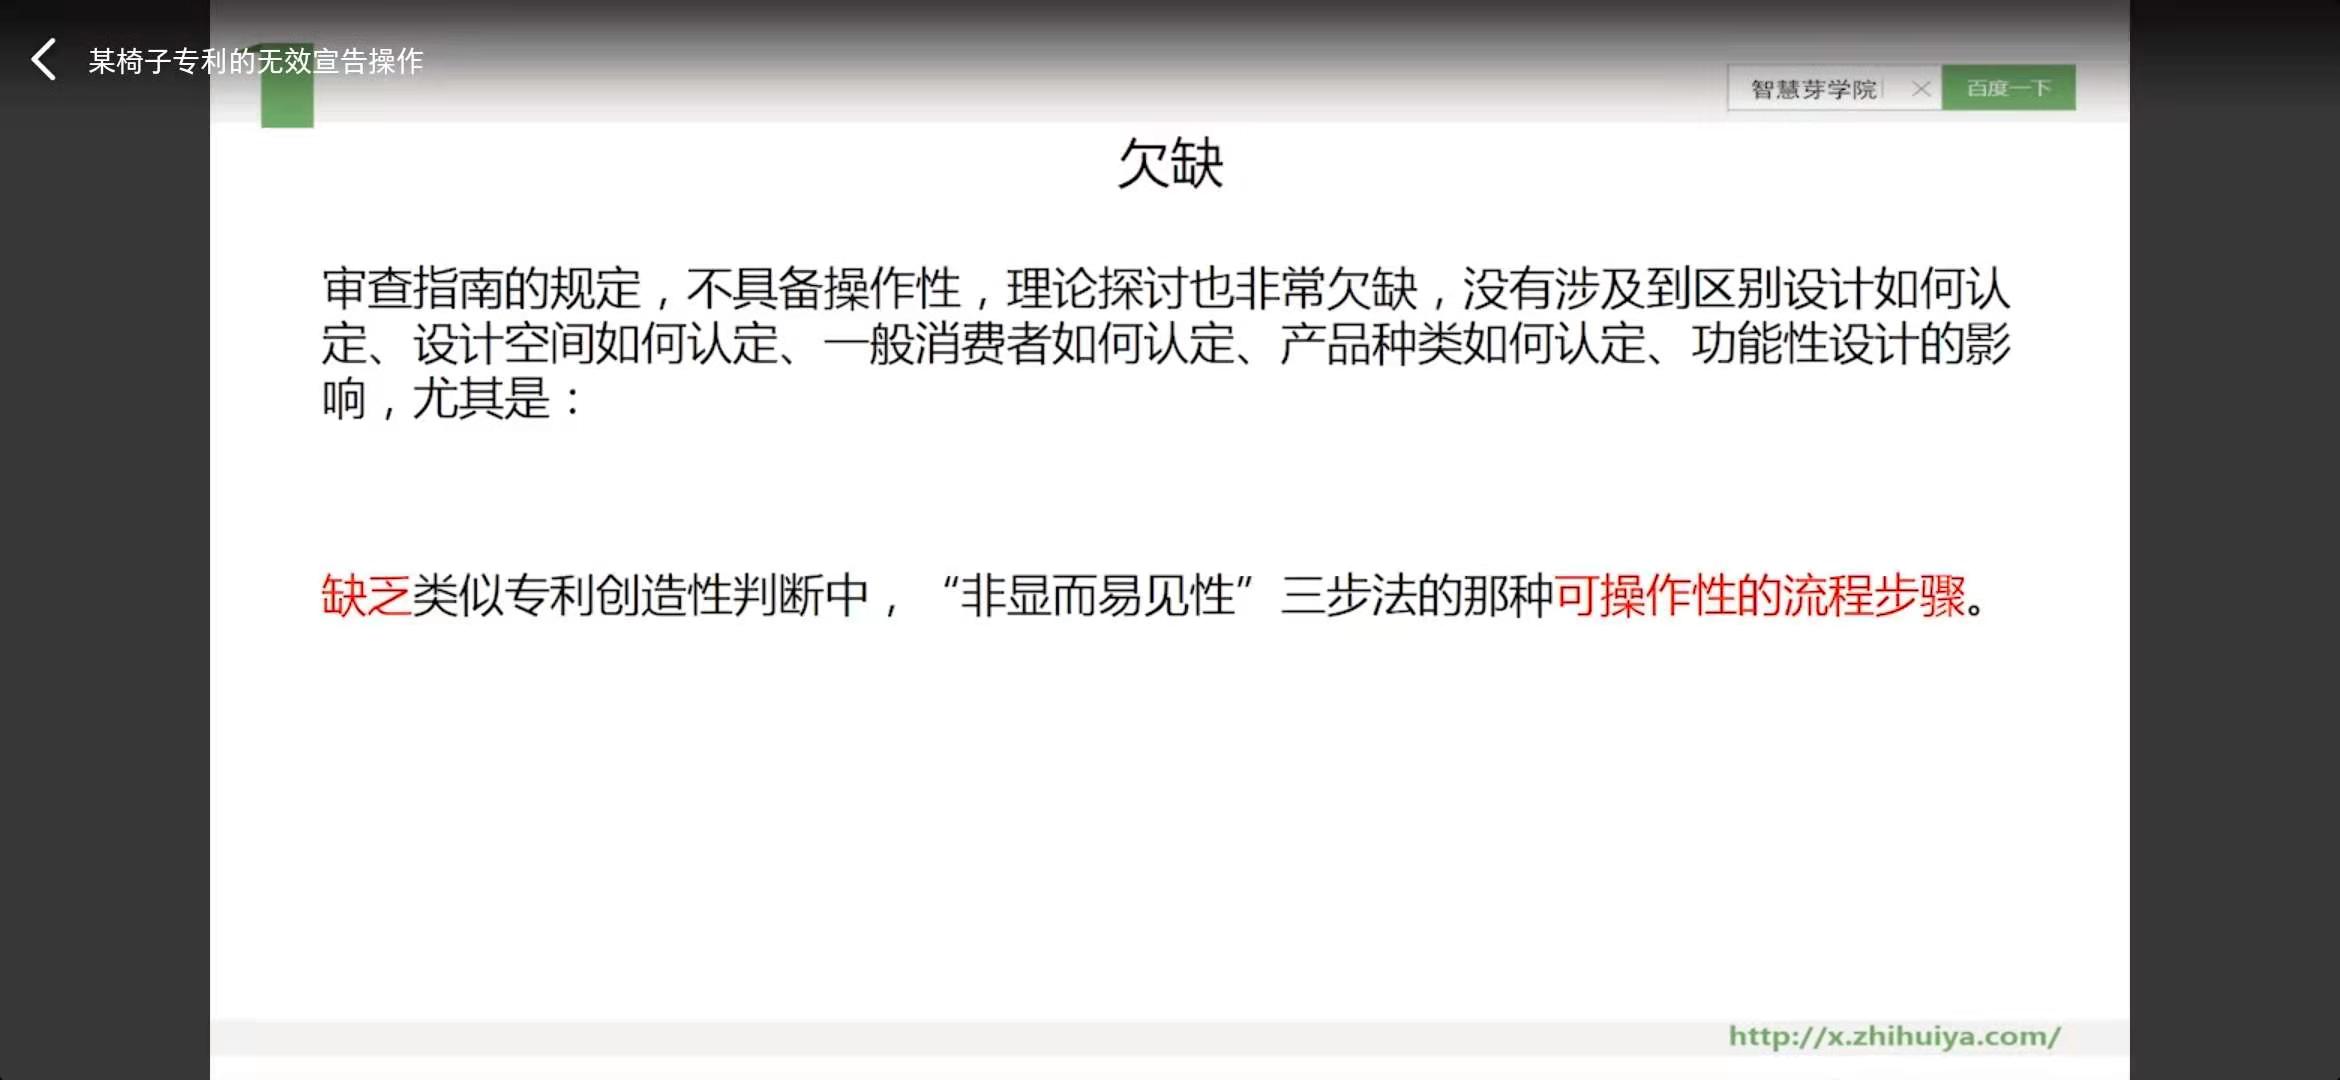 某椅子专利的无效宣告操作
智慧芽学院
百度一下
欠缺
审查指南的规定，不具备操作性，理论探讨也非常欠缺，没有涉及到区别设计如何认
定、设计空间如何认定、一般消费者如何认定、产品种类如何认定、功能性设计的影
响，尤其是：
缺乏类似专利创造性判断中，“非显而易见性”三步法的那种可操作性的流程步骤。
http://x.zhihuiya.com/